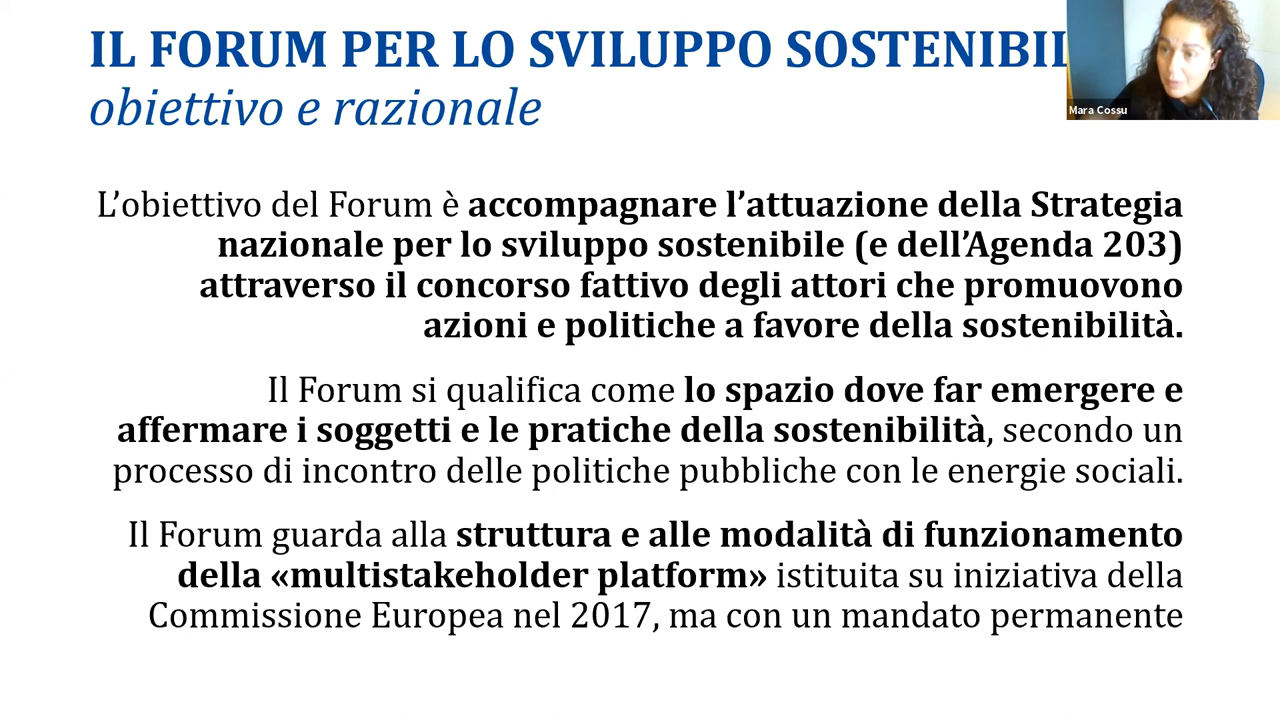 IL FORUM PER LO SVILUPPO SOSTENIBIL
obiettivo e razionale
Mara Cossu
L’obiettivo del Forum è accompagnare l’attuazione della Strategia
nazionale per lo sviluppo sostenibile (e dell’Agenda 203)
attraverso il concorso fattivo degli attori che promuovono
azioni e politiche a favore della sostenibilità.
Il Forum si qualifica come lo spazio dove far emergere e
affermare i soggetti e le pratiche della sostenibilità, secondo un
processo di incontro delle politiche pubbliche con le energie sociali.
Il Forum guarda alla struttura e alle modalità di funzionamento
della «multistakeholder platform» istituita su iniziativa della
Commissione Europea nel 2017, ma con un mandato permanente